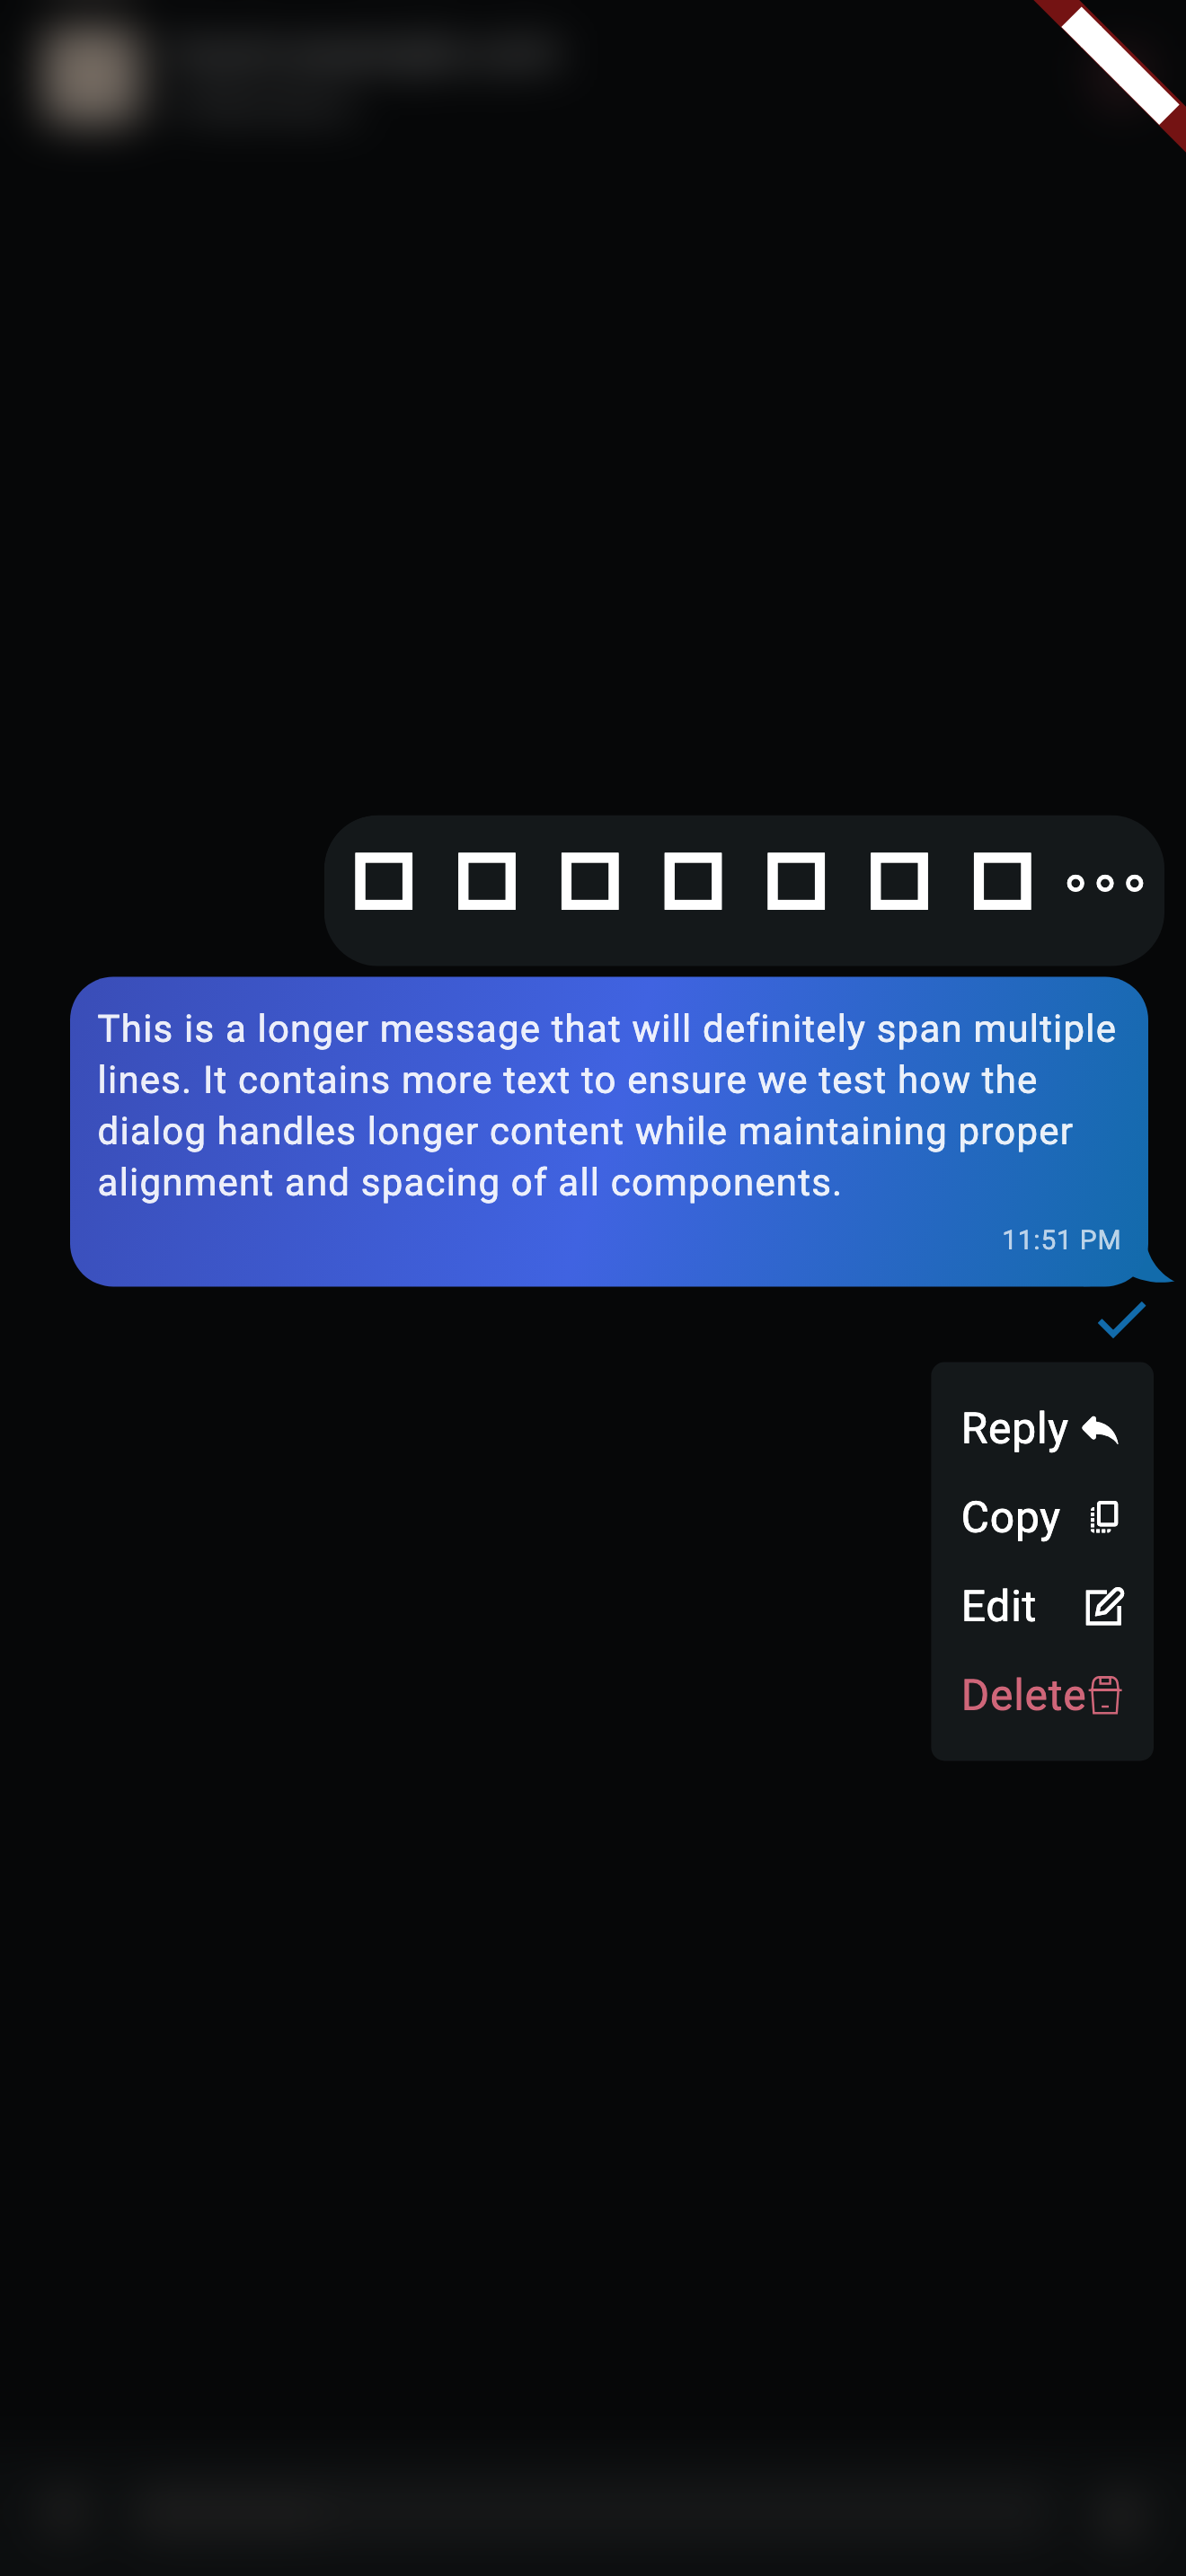 This is a longer message that will definitely span multiple
lines. It contains more text to ensure we test how the
dialog handles longer content while maintaining proper
alignment and spacing of all components.
11:51 PM
Reply
Copy
Edit
Delete